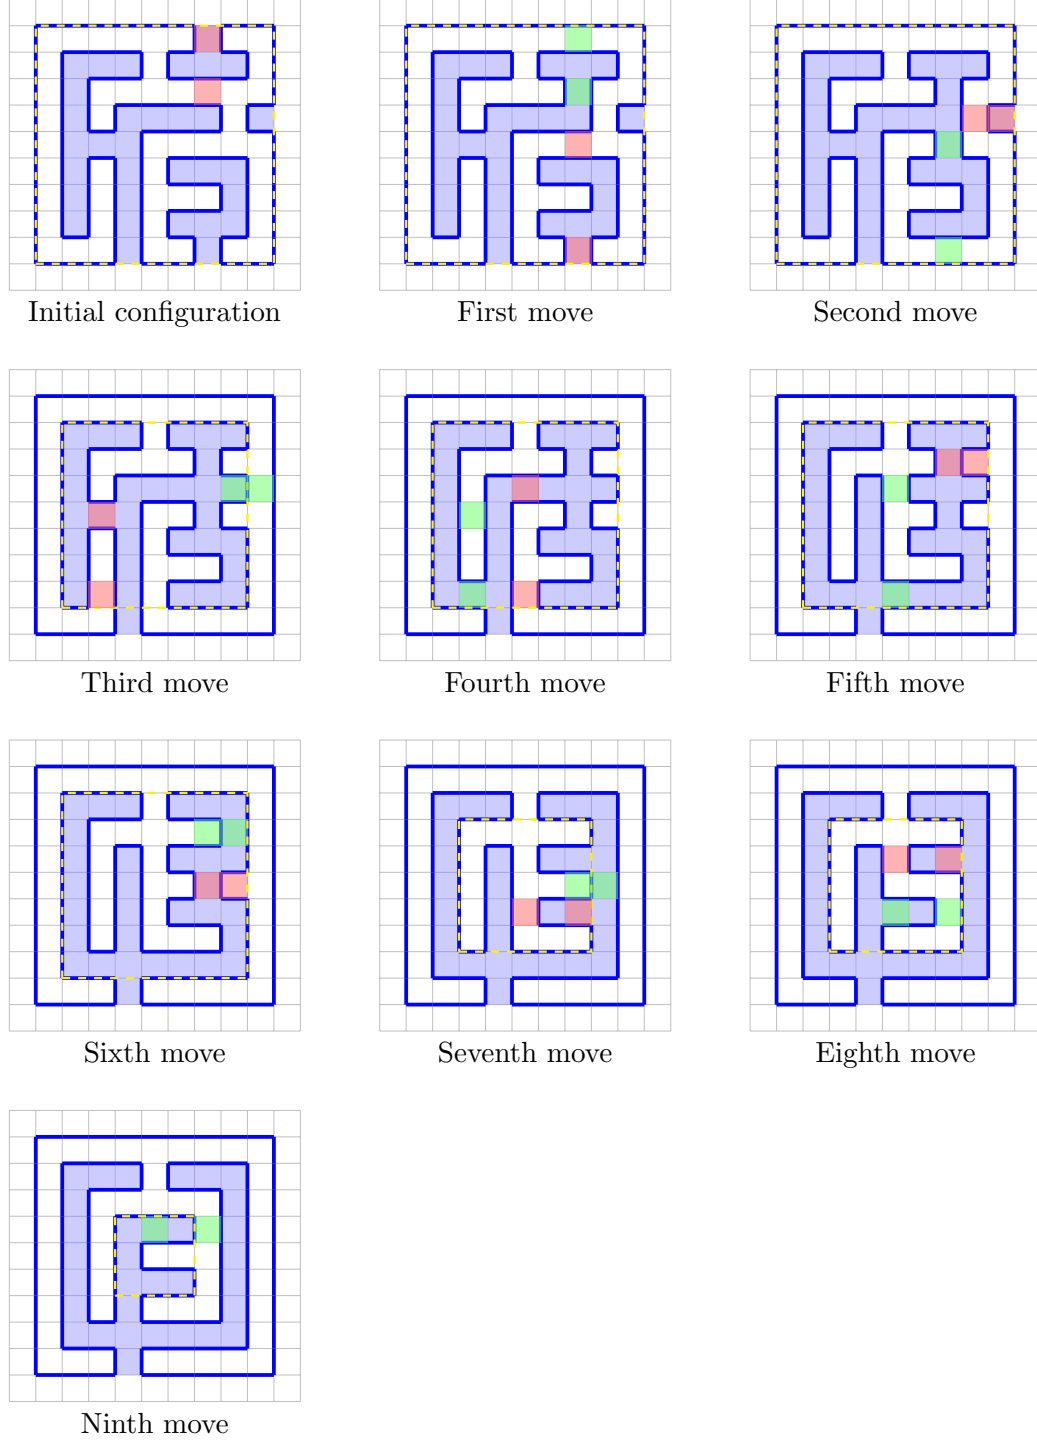 Initial configuration
First move
Second move
Third move
Fourth move
Fifth move
Sixth move
Seventh move
Eighth move
Ninth move